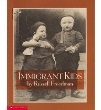 IMMIGRANT KIDS
by Russell Freedman